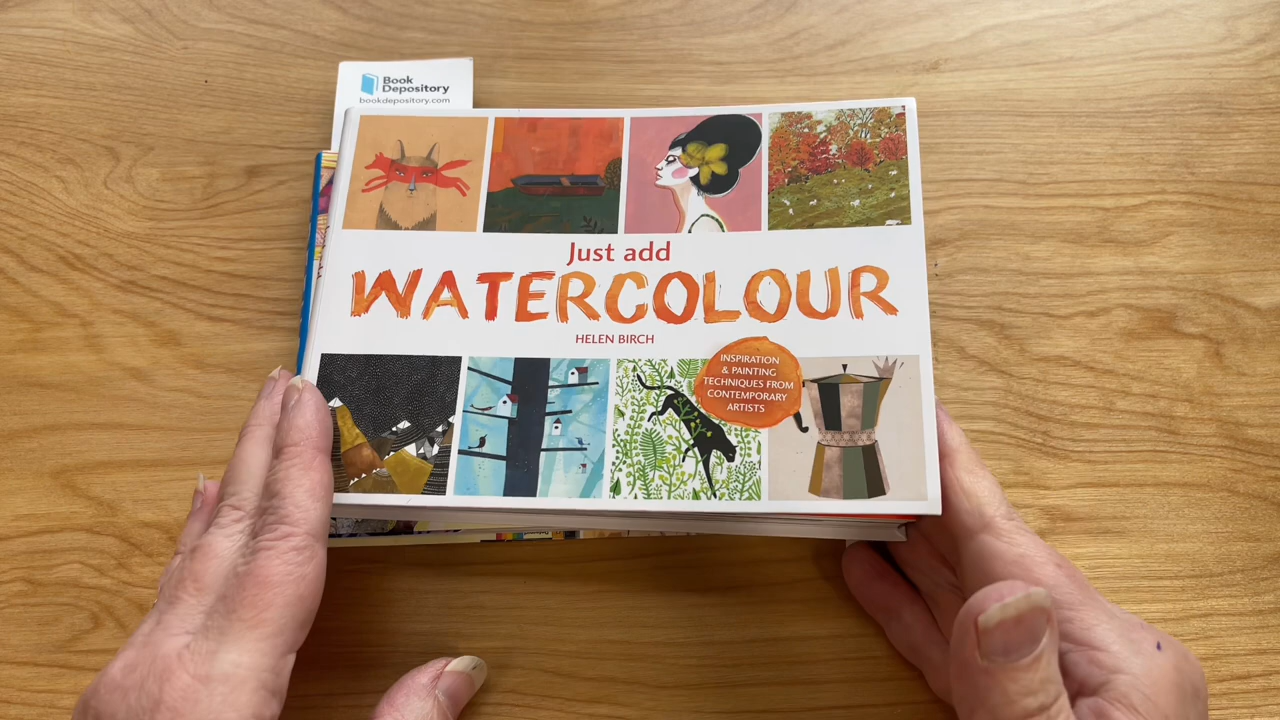 Book
Depository
bookdepository.com
Just add
WATERCOLOUR
HELEN BIRCH
INSPIRATION
& PAINTING
TECHNIQUES FROM
CONTEMPORARY
ARTISTS